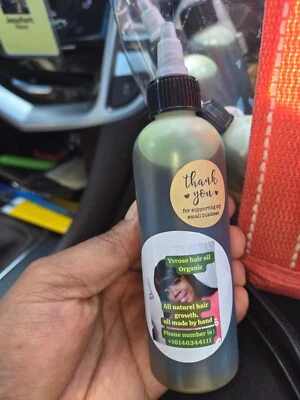 thank
you
for supporting my
small business
Yerose hair oil
Organic
All naturel hair
growth.
oil made by hand
Phone number is :
+16146344111